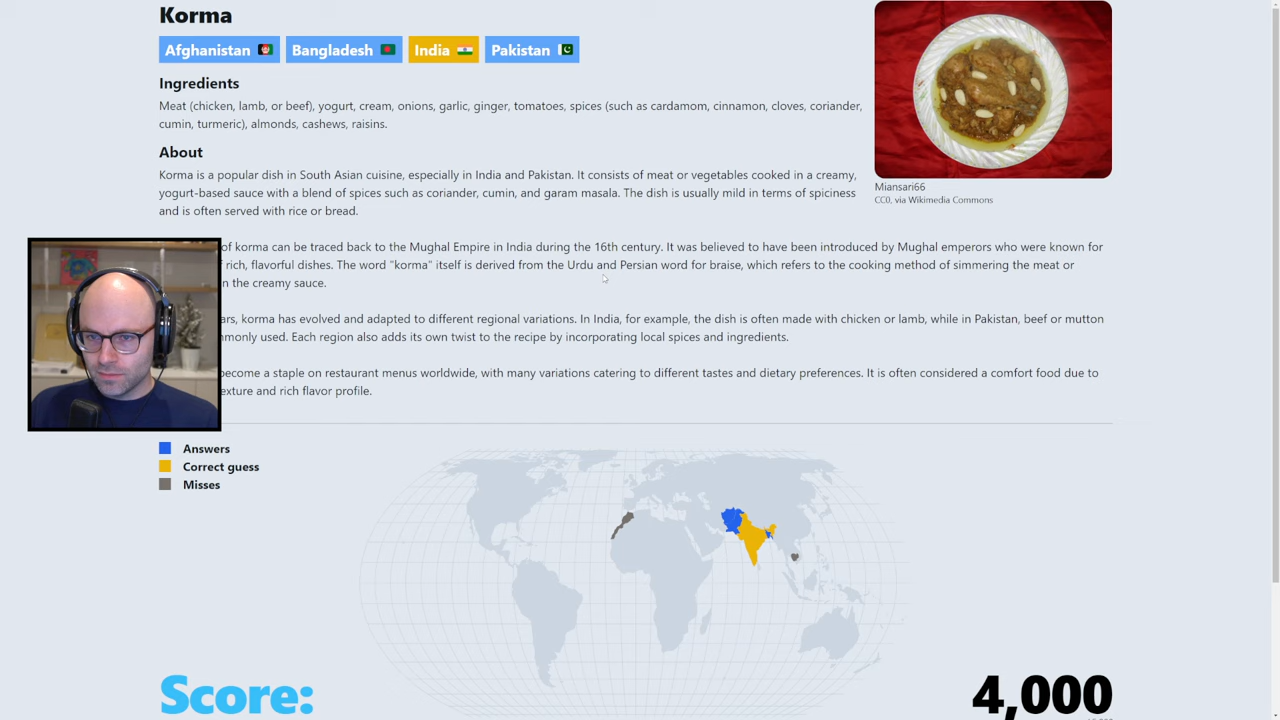 Korma
Afghanistan
Bangladesh
India
Pakistan
Ingredients
Meat (chicken, lamb, or beef), yogurt, cream, onions, garlic, ginger, tomatoes, spices (such as cardamom, cinnamon, cloves, coriander,
cumin, turmeric), almonds, cashews, raisins.
About
Korma is a popular dish in South Asian cuisine, especially in India and Pakistan. It consists of meat or vegetables cooked in a creamy,
yogurt-based sauce with a blend of spices such as coriander, cumin, and garam masala. The dish is usually mild in terms of spiciness
and is often served with rice or bread.
Miansari66
CC0, via Wikimedia Commons
of korma can be traced back to the Mughal Empire in India during the 16th century. It was believed to have been introduced by Mughal emperors who were known for
rich, flavorful dishes. The word "korma" itself is derived from the Urdu and Persian word for braise, which refers to the cooking method of simmering the meat or
n the creamy sauce.
ars, korma has evolved and adapted to different regional variations. In India, for example, the dish is often made with chicken or lamb, while in Pakistan, beef or mutton
mmonly used. Each region also adds its own twist to the recipe by incorporating local spices and ingredients.
become a staple on restaurant menus worldwide, with many variations catering to different tastes and dietary preferences. It is often considered a comfort food due to
exture and rich flavor profile.
Answers
Correct guess
Misses
Score:
4,000